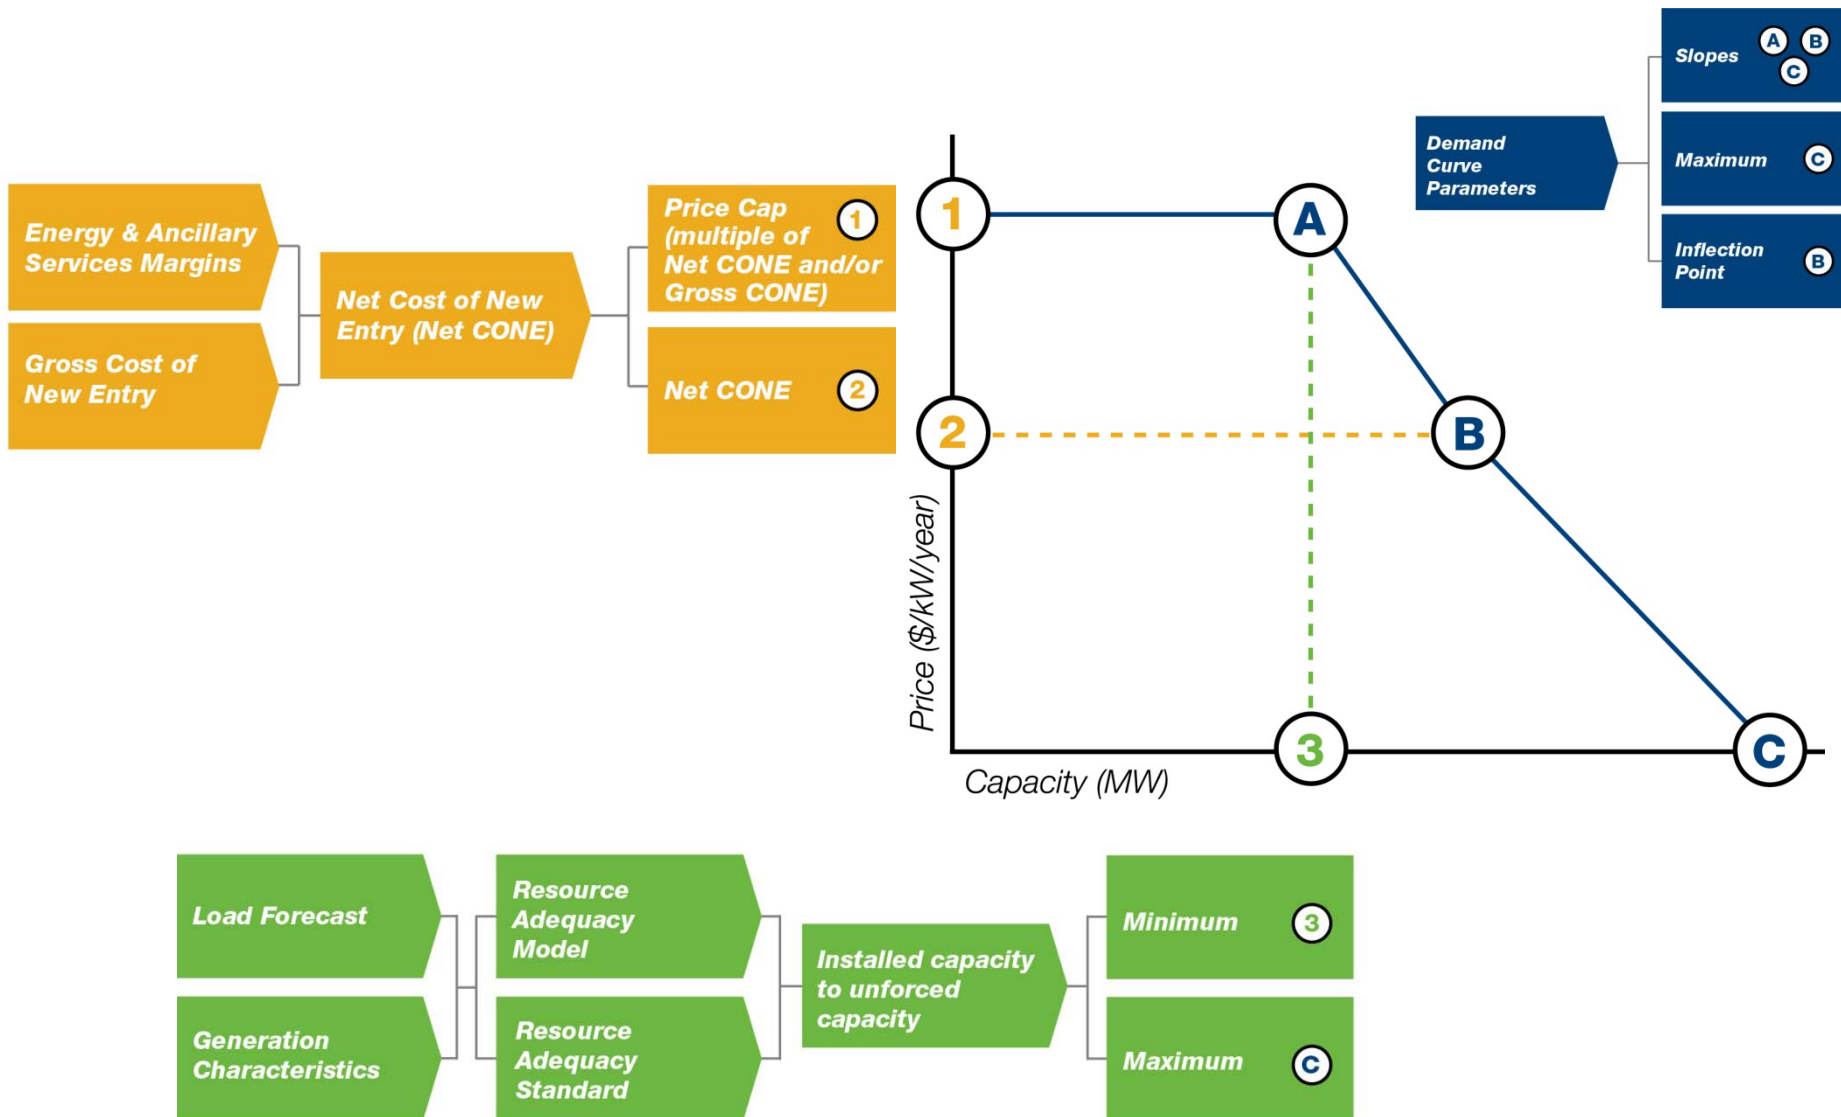 Slopes
A
B
C
Demand
Curve
Parameters
Maximum
C
Inflection
Point
B
Energy & Ancillary
Services Margins
Gross Cost of
New Entry
Net Cost of New
Entry (Net CONE)
Price Cap
(multiple of
Net CONE and/or
Gross CONE)
1
Net CONE
2
1
A
2
B
Price ($/kW/year)
3
C
Capacity (MW)
Load Forecast
Generation
Characteristics
Resource
Adequacy
Model
Resource
Adequacy
Standard
Installed capacity
to unforced
capacity
Minimum
3
Maximum
C